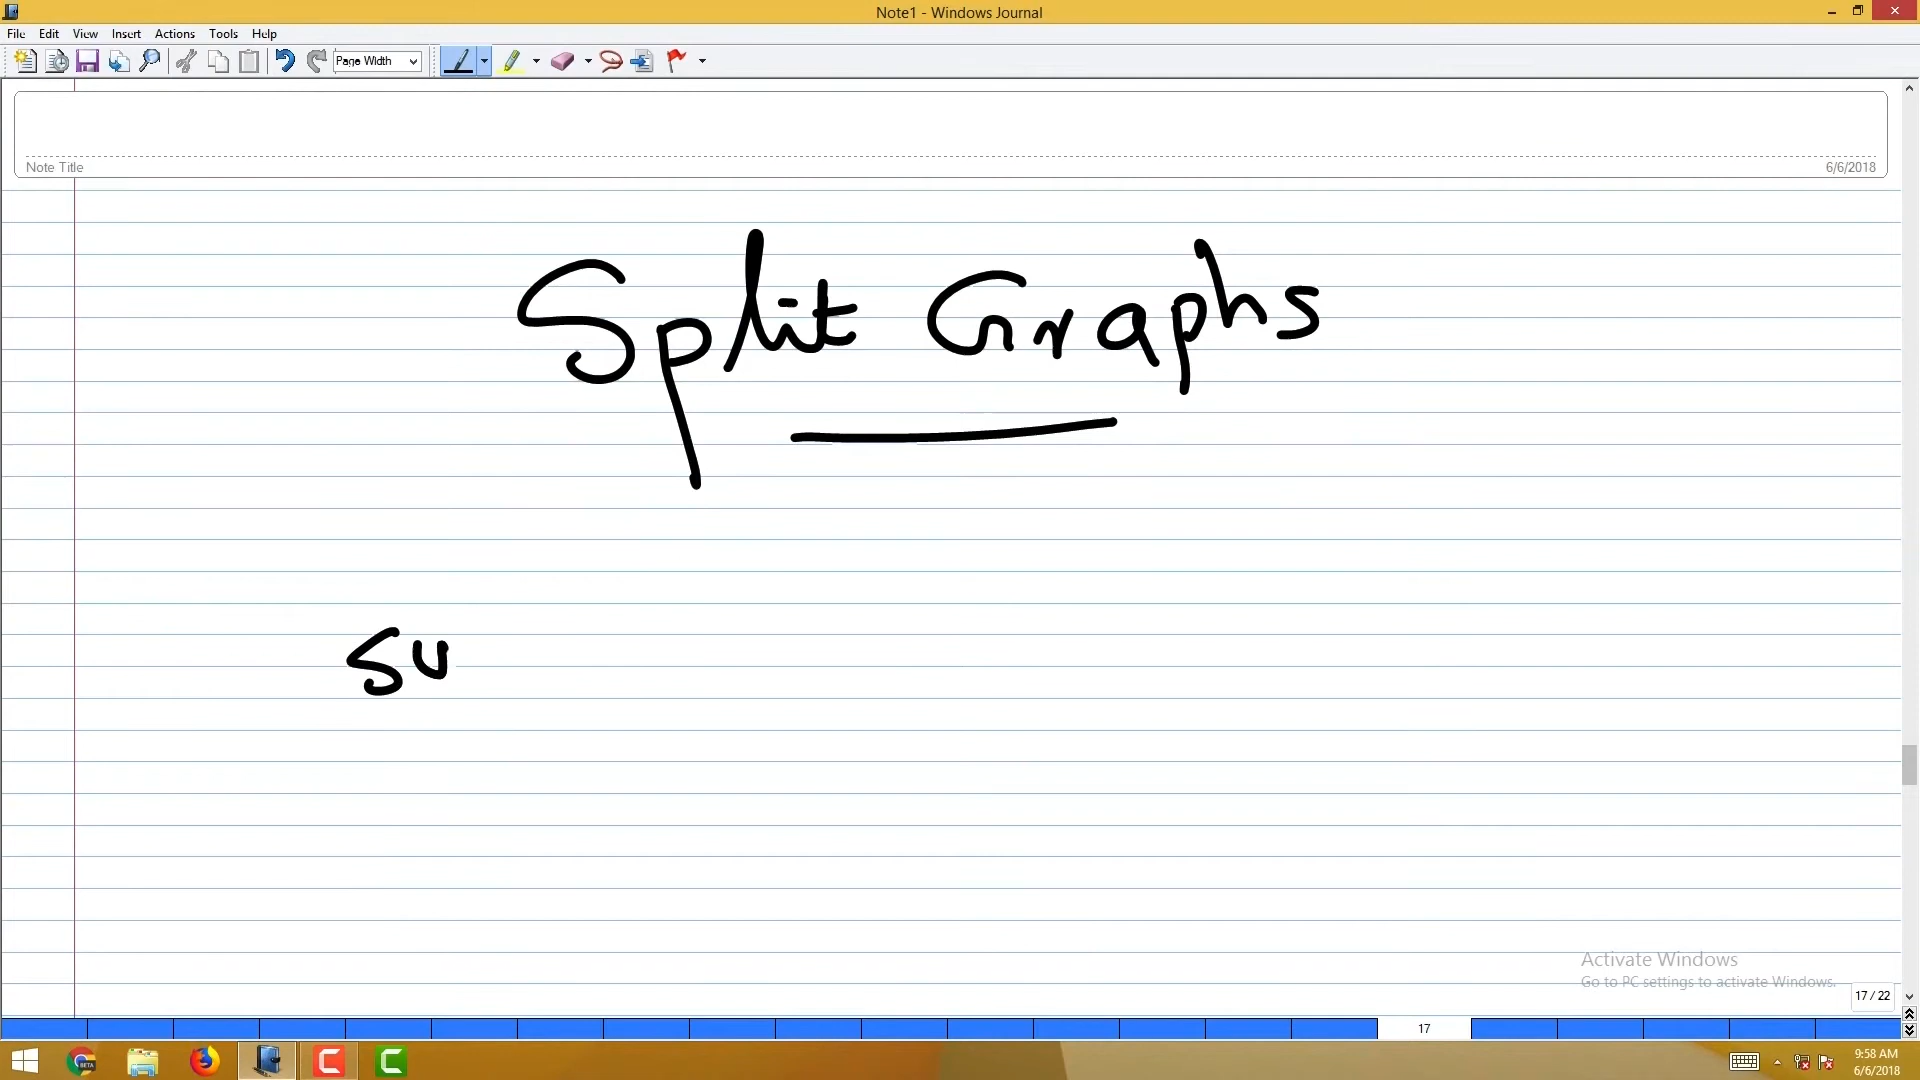 Note1 - Windows Journal
File Edit View Insert Actions Tools Help
Page Width
Note Title
6/6/2018
Split Graphs
Su
Activate Windows
Go to PC settings to activate Windows.
17 / 22
17
BETA
9:58 AM
6/6/2018